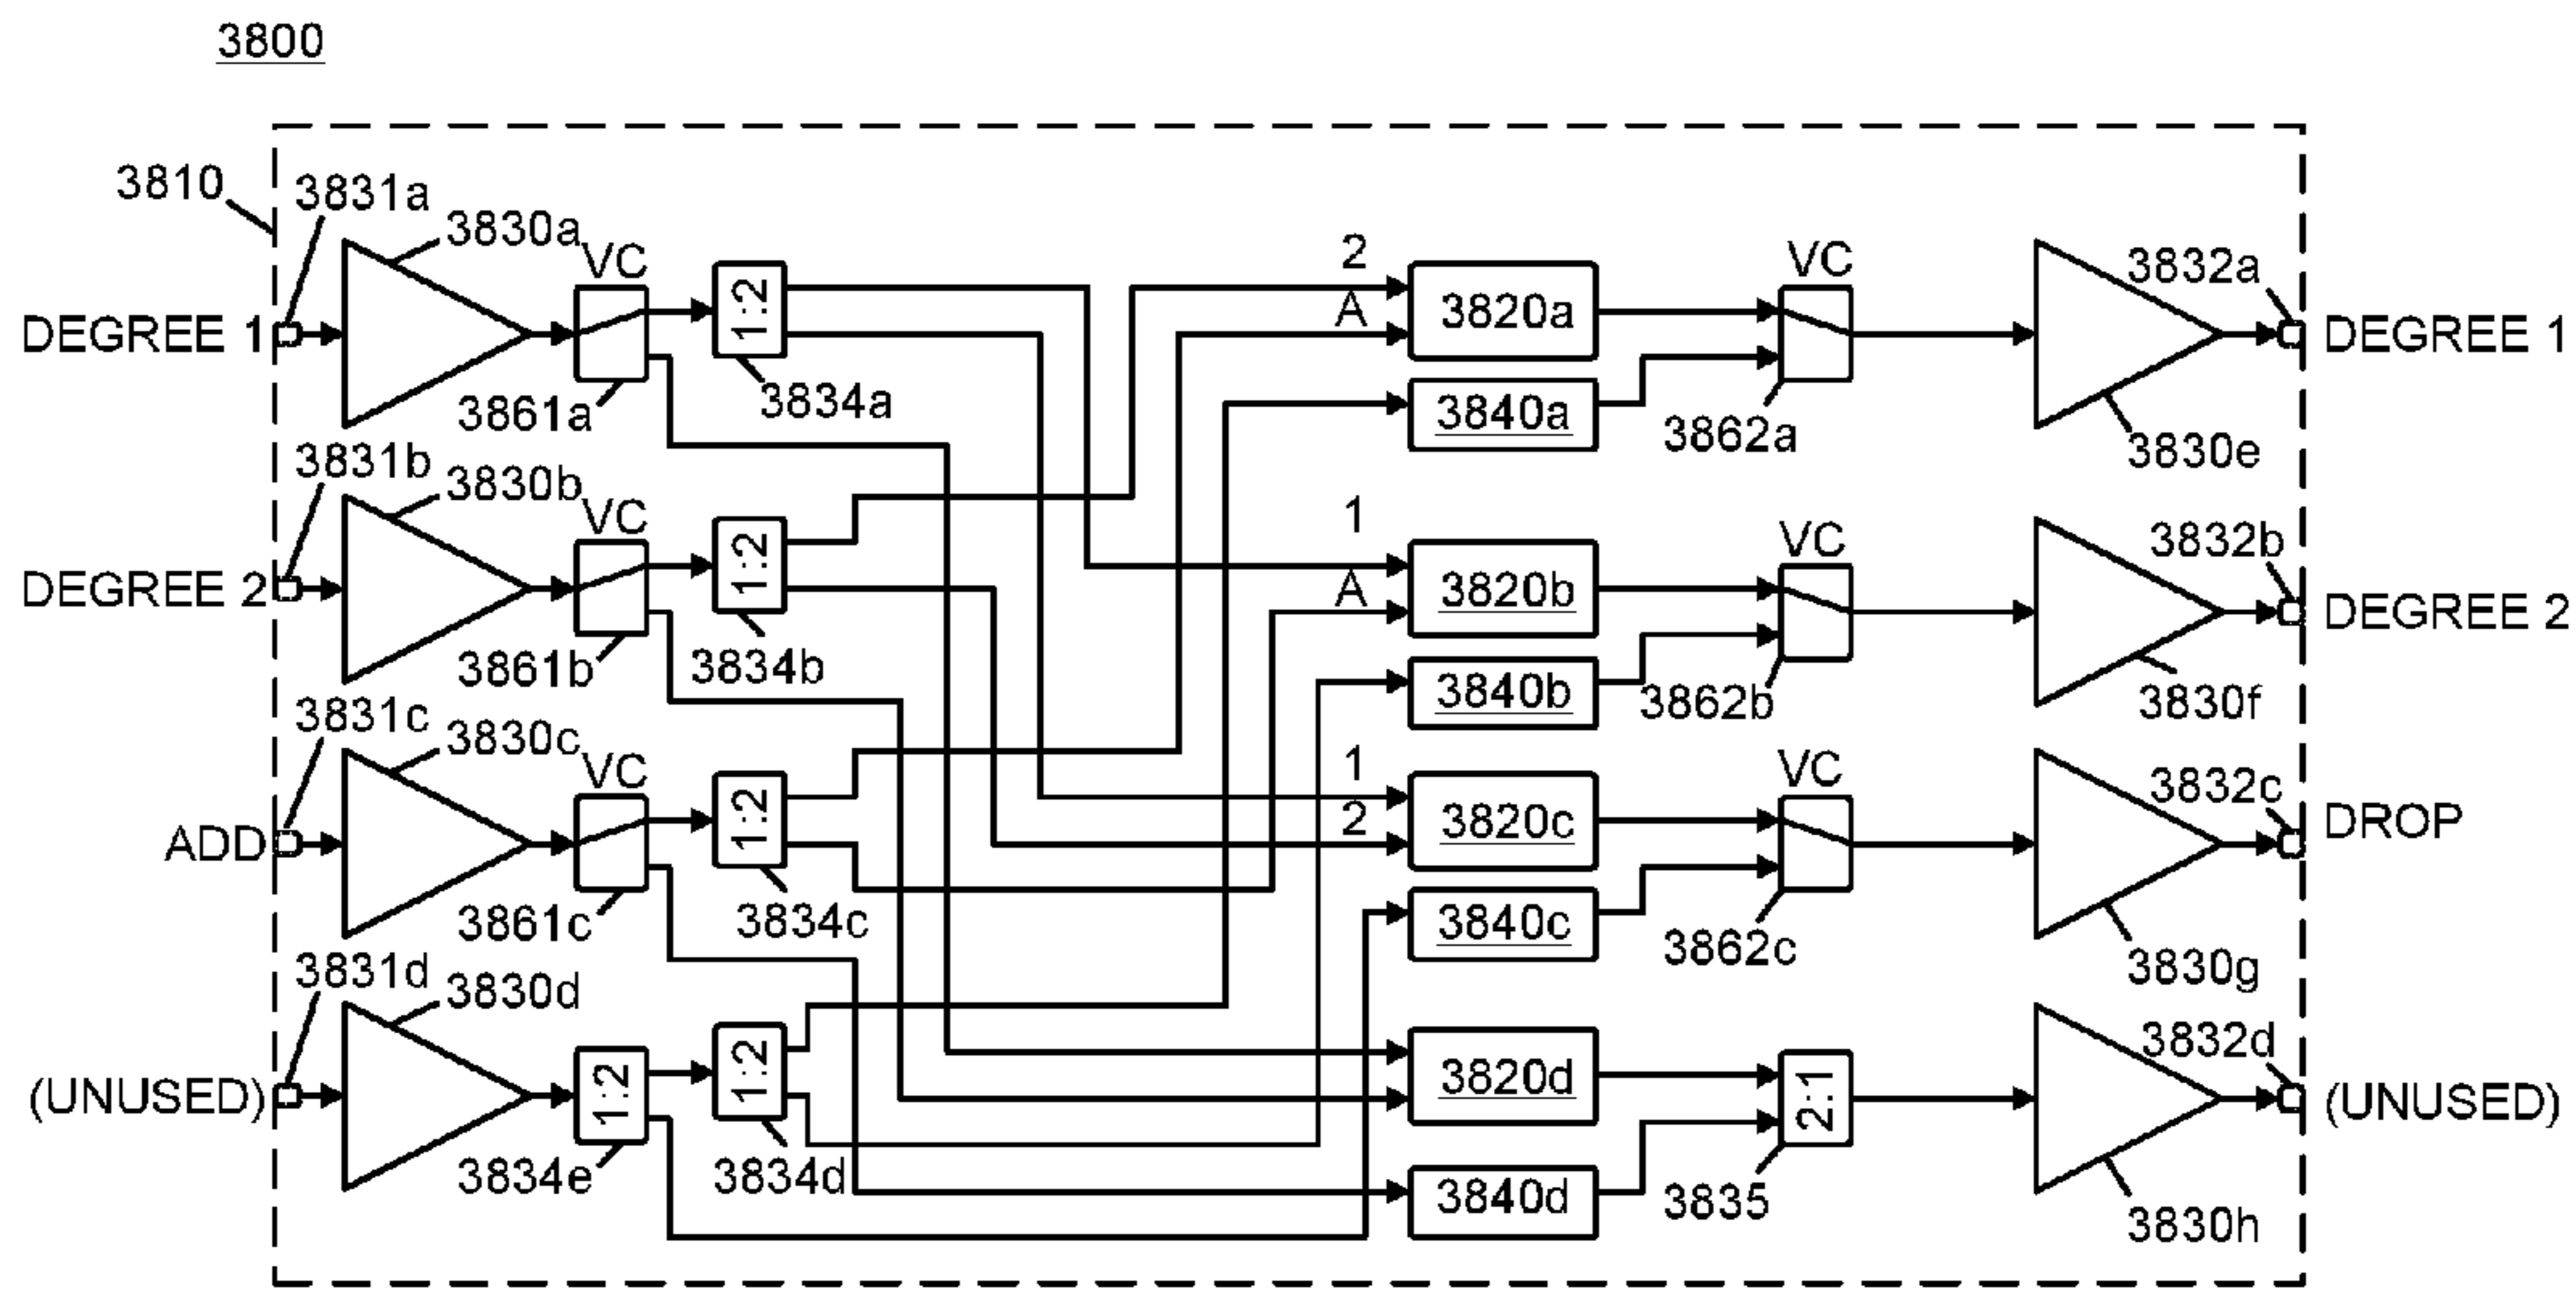 3800
3810
3831a
3830a
VC
1:2
DEGREE 1
3861a
3834a
2
A
3820a
3840a
VC
3862a
3832a
DEGREE 1
3830e
3831b
3830b
VC
1:2
DEGREE 2
3861b
3834b
1
A
3820b
3840b
VC
3862b
3832b
DEGREE 2
3830f
3831c
3830c
VC
1:2
ADD
3861c
3834c
1
2
3820c
3840c
VC
3862c
3832c
DROP
3830g
3831d
3830d
1:2
1:2
(UNUSED)
3834e
3834d
3820d
3840d
2:1
3835
3832d
(UNUSED)
3830h